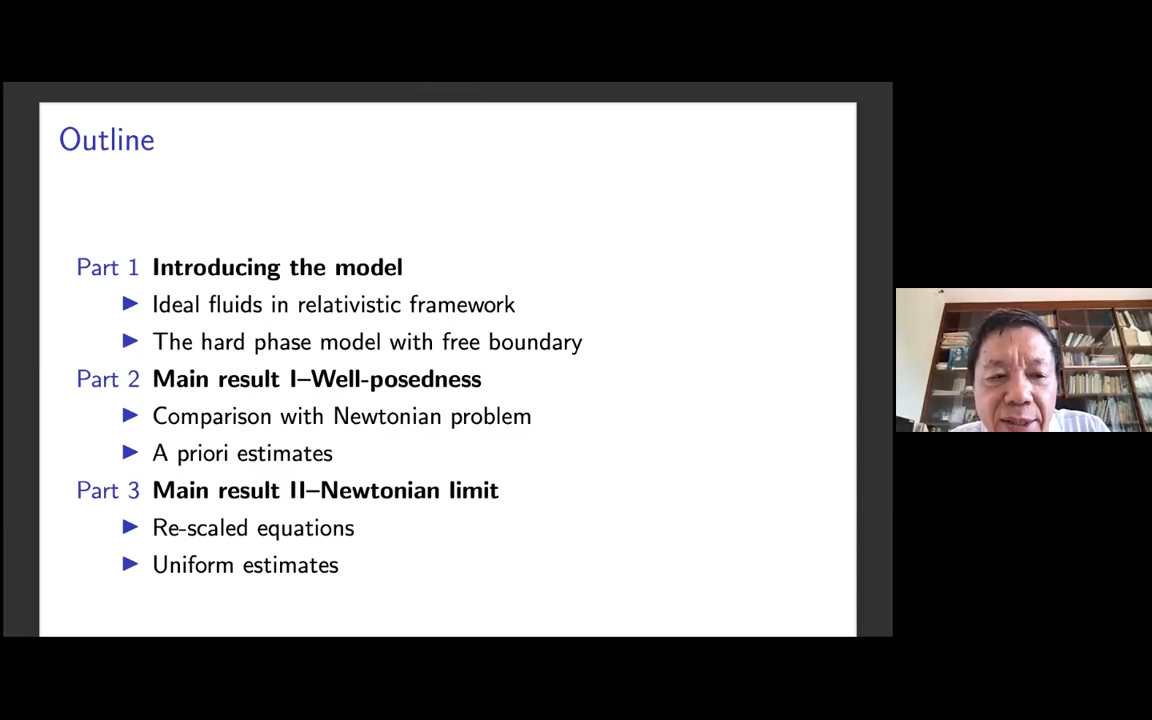 Outline
Part 1 Introducing the model
▶ Ideal fluids in relativistic framework
▶ The hard phase model with free boundary
Part 2 Main result I–Well-posedness
▶ Comparison with Newtonian problem
▶ A priori estimates
Part 3 Main result II–Newtonian limit
▶ Re-scaled equations
▶ Uniform estimates